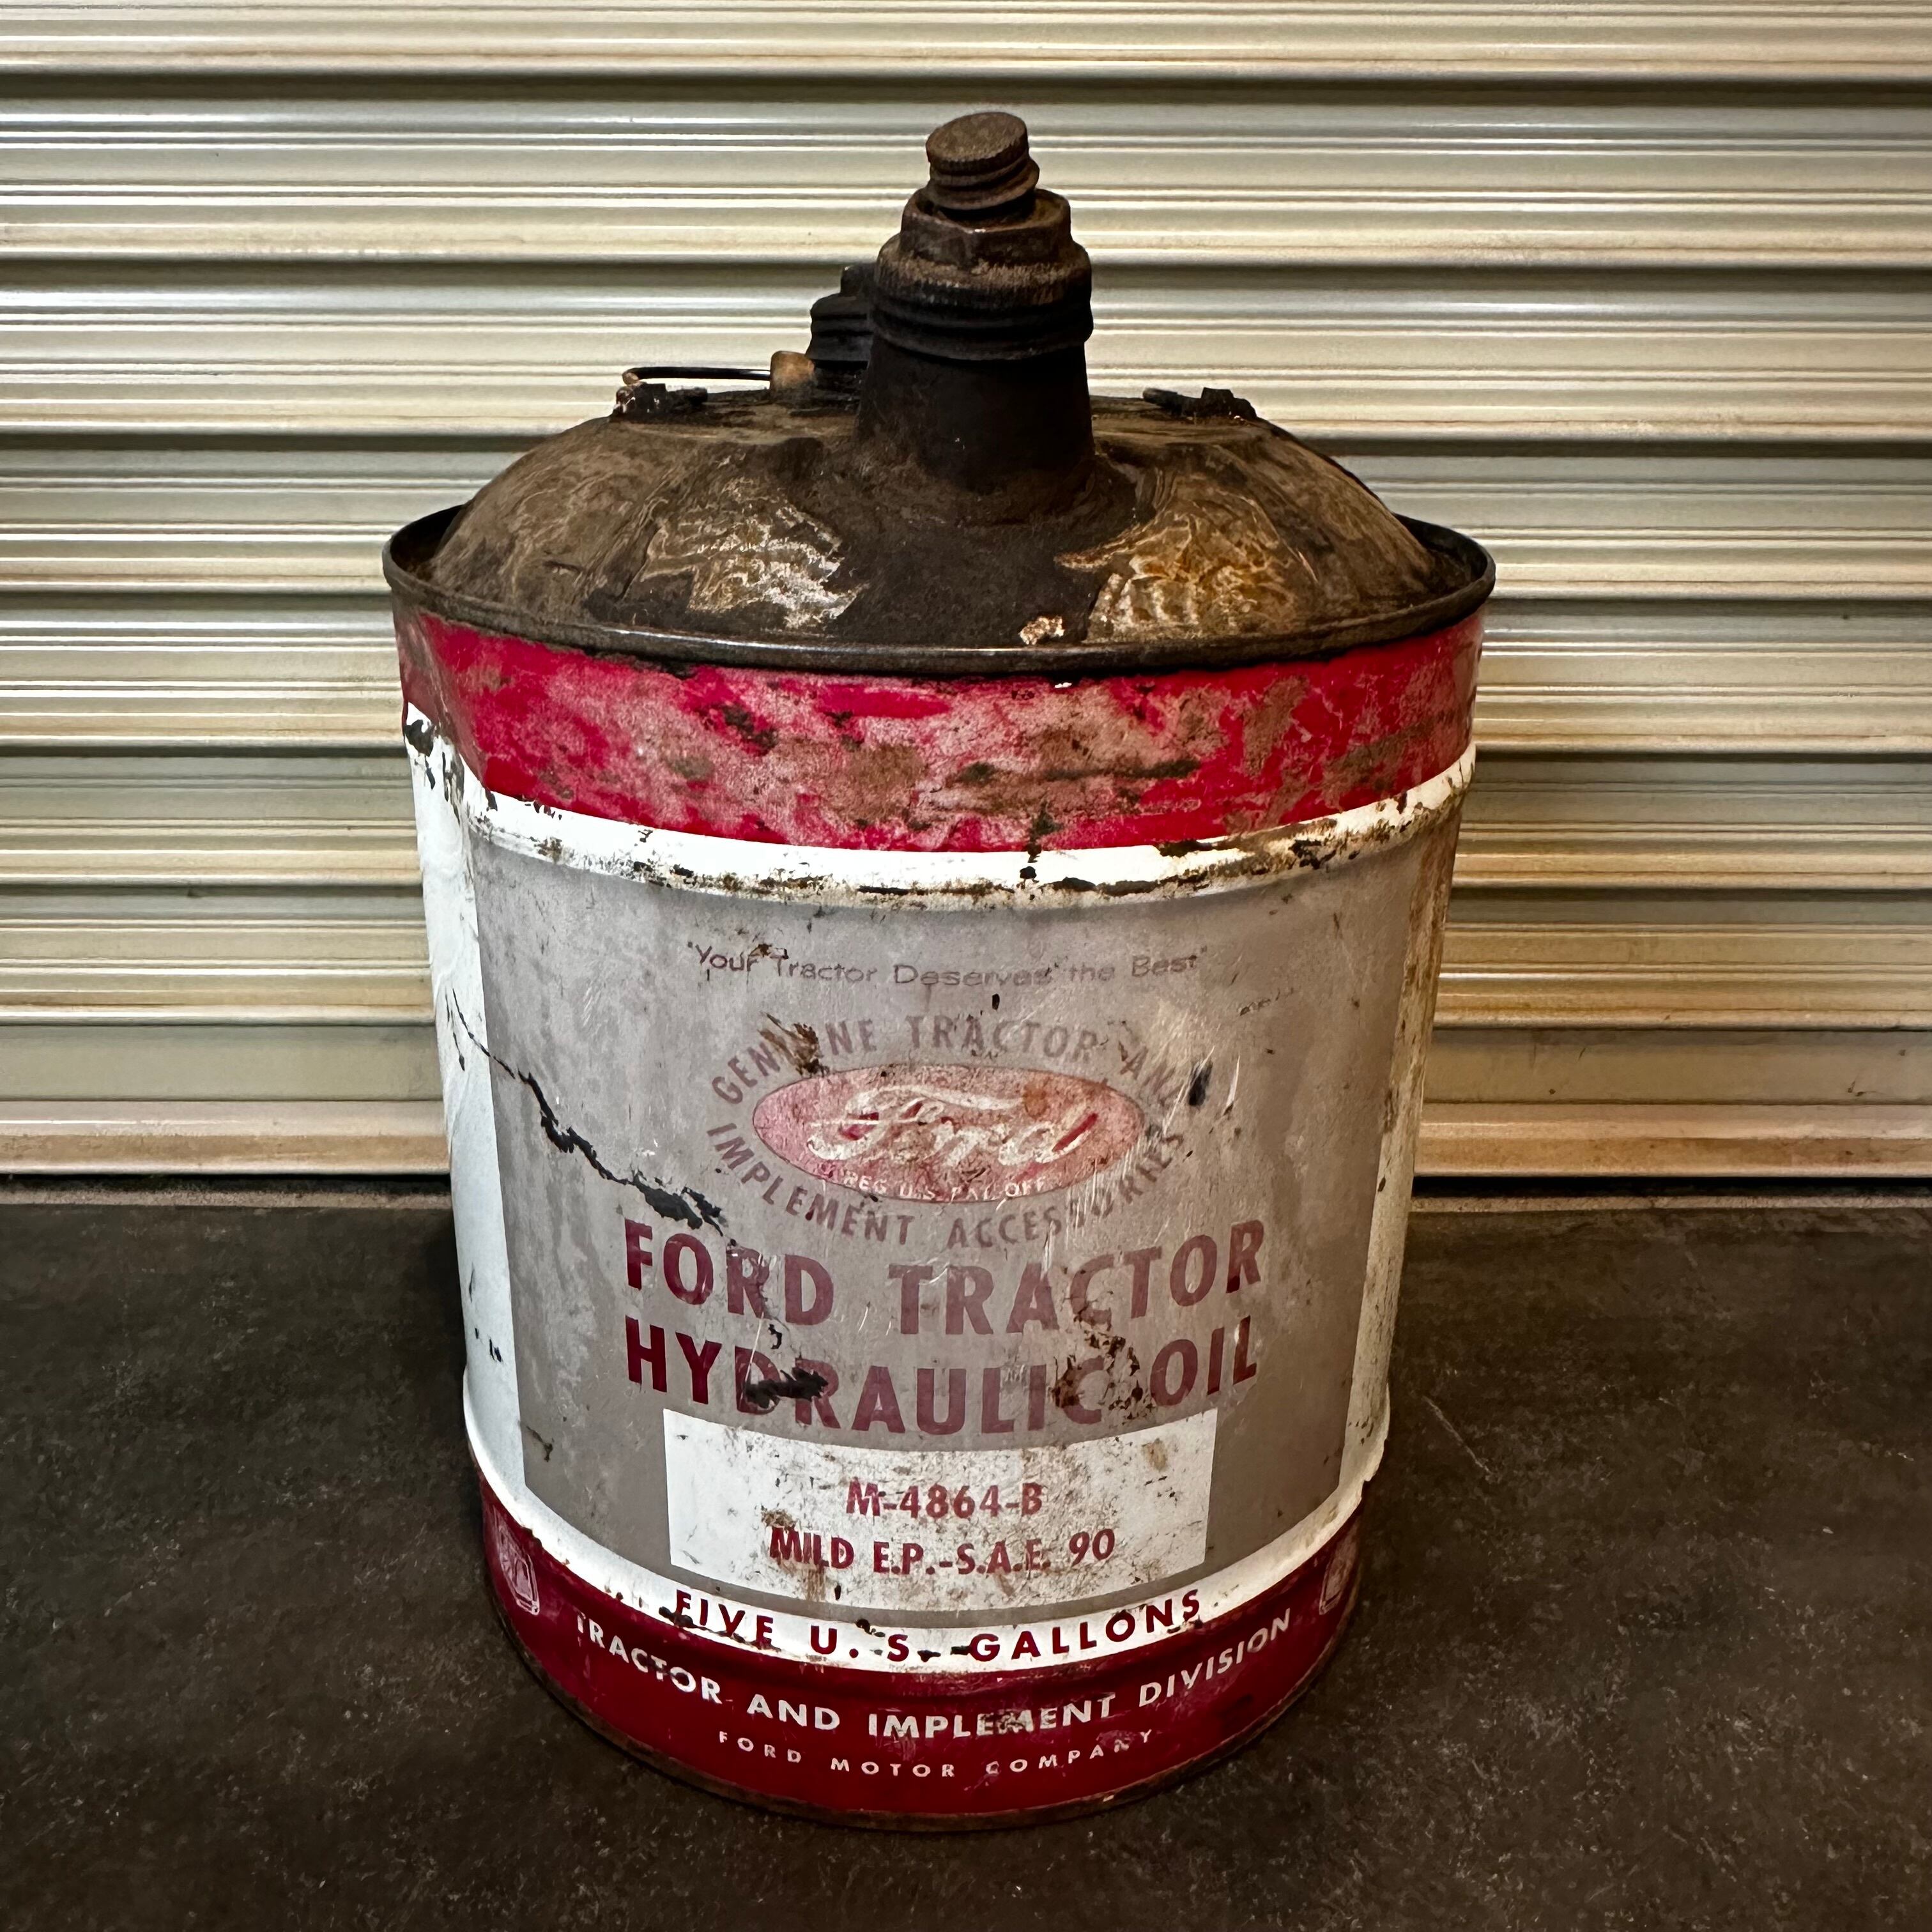 "Your Tractor Deserves the Best"
GENUINE TRACTOR AND
Ford
REG. U.S. PAT. OFF.
IMPLEMENT ACCESSORIES
FORD TRACTOR
HYDRAULIC OIL
M-4864-B
MILD E.P.-S.A.E. 90
FIVE U. S. GALLONS
TRACTOR AND IMPLEMENT DIVISION
FORD MOTOR COMPANY